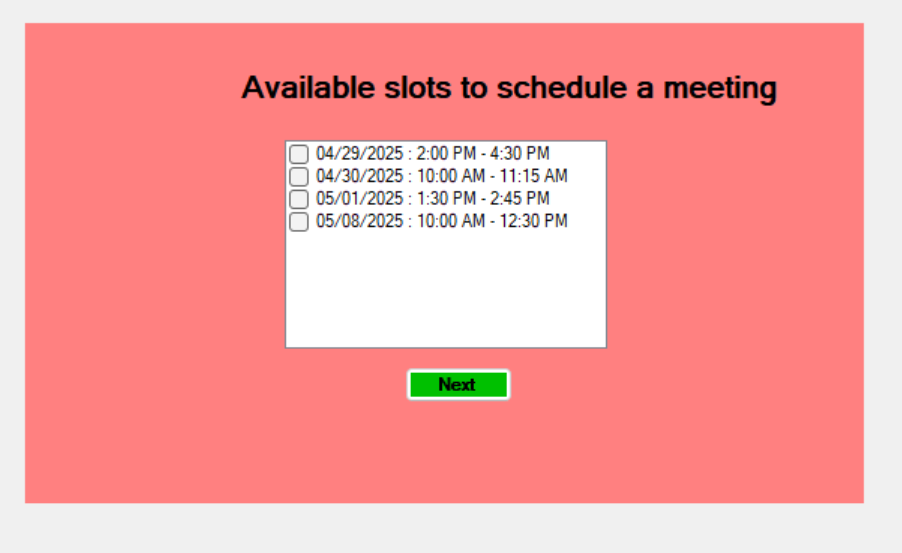 Available slots to schedule a meeting
04/29/2025 : 2:00 PM - 4:30 PM
04/30/2025 : 10:00 AM - 11:15 AM
05/01/2025 : 1:30 PM - 2:45 PM
05/08/2025 : 10:00 AM - 12:30 PM
Next